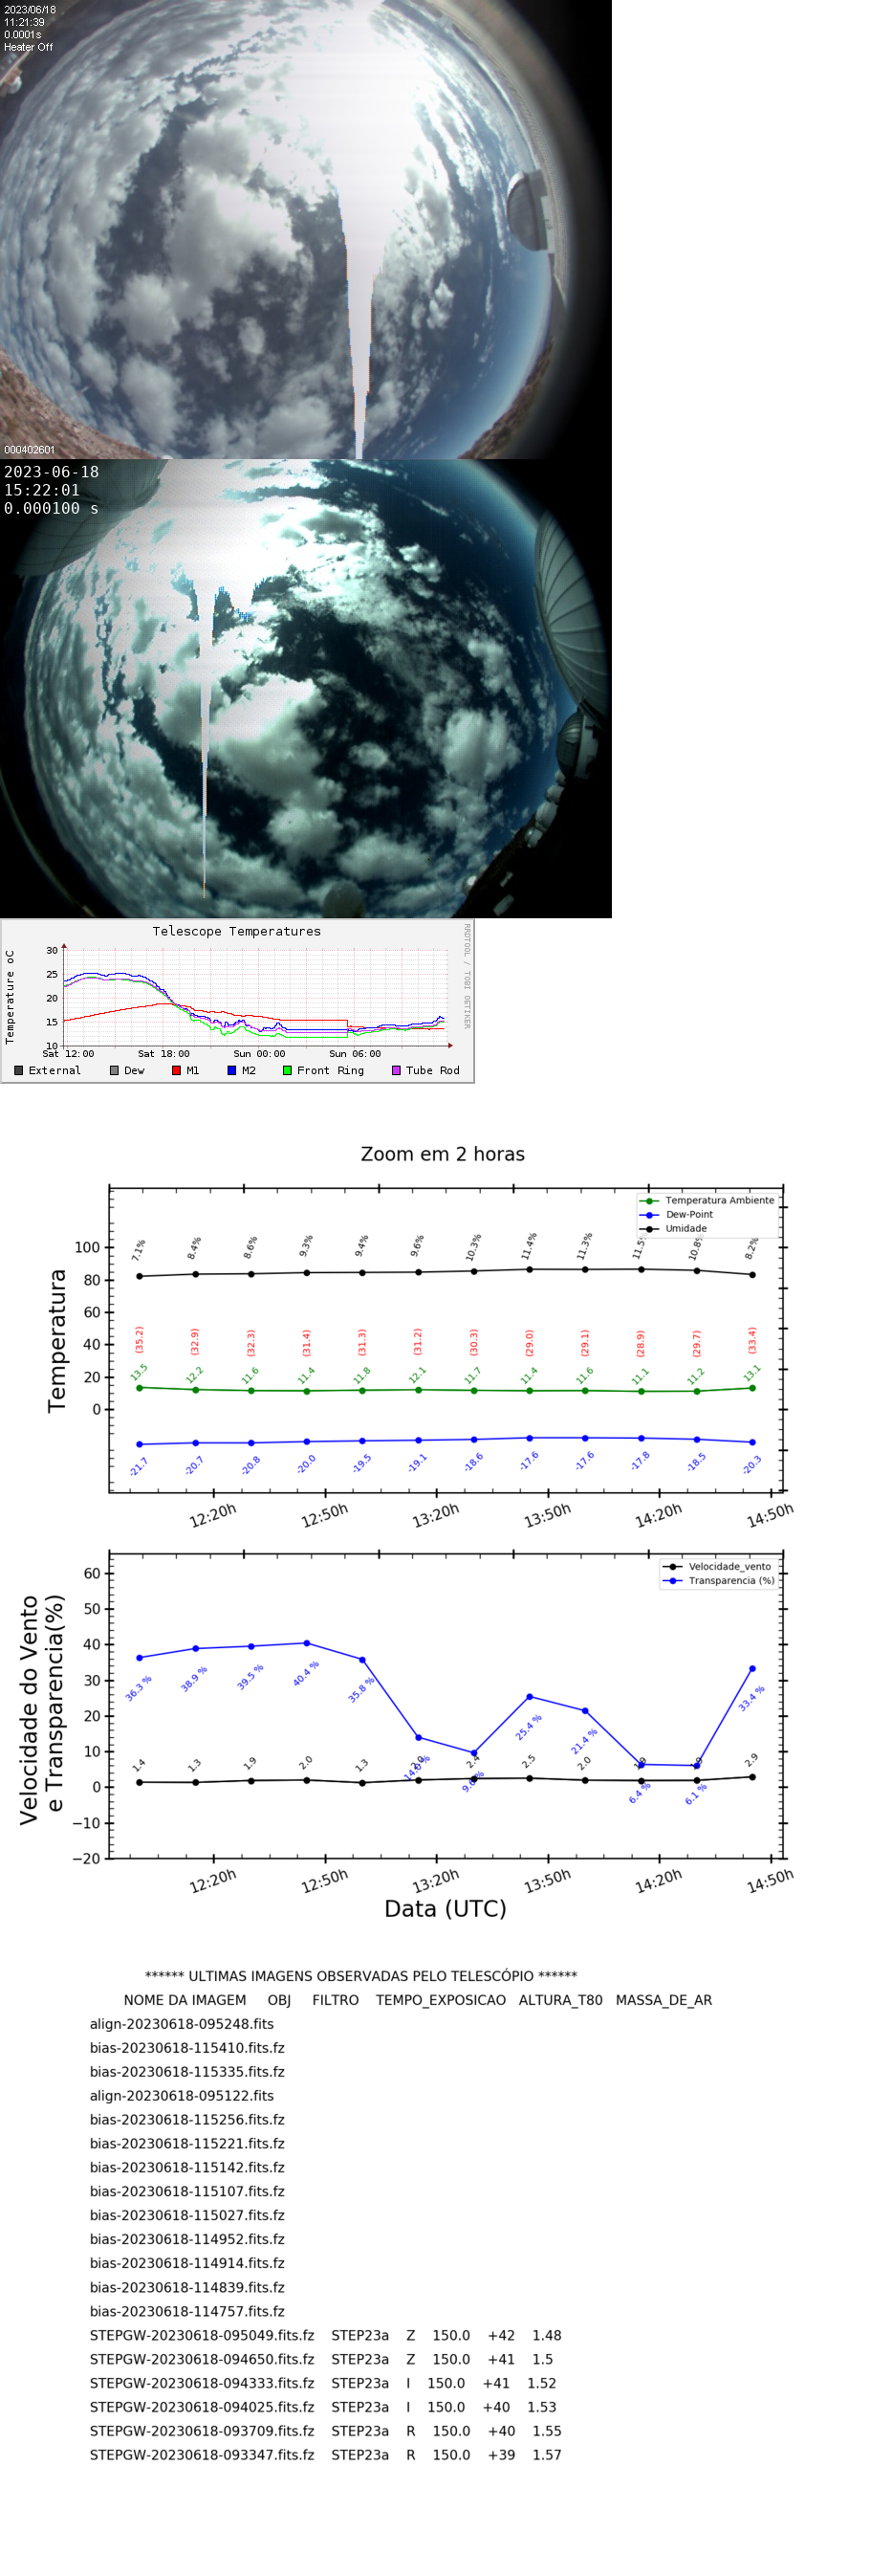 2023/06/18
11:21:39
0.0001s
Heater Off
000402601
2023-06-18
15:22:01
0.000100 s
Telescope Temperatures
RRDTOOL / TOBI OETIKER
Temperature oC
30
25
20
15
10
Sat 12:00 Sat 18:00 Sun 00:00 Sun 06:00
External Dew M1 M2 Front Ring Tube Rod
Zoom em 2 horas
Temperatura Ambiente
Dew-Point
Umidade
Temperatura
100
80
60
40
20
0
7.1% 8.4% 8.6% 9.3% 9.4% 9.6% 10.3% 11.4% 11.3% 10.8% 8.2%
(35.2) (32.9) (32.3) (31.4) (31.3) (31.2) (30.3) (29.0) (29.1) (28.9) (29.7) (33.4)
13.5 12.2 11.6 11.4 11.8 12.1 11.7 11.4 11.6 11.1 11.2 13.1
-21.7 -20.7 -20.8 -20.0 -19.5 -19.1 -18.6 -17.6 -17.6 -17.8 -18.5 -20.3
12:20h 12:50h 13:20h 13:50h 14:20h 14:50h
Velocidade_vento
Transparencia (%)
Velocidade do Vento
e Transparencia(%)
60
50
40
30
20
10
0
−10
−20
36.3 % 38.9 % 39.5 % 40.4 % 35.8 % 25.4 % 21.4 % 6.4 % 6.1 % 33.4 %
1.4 1.3 1.9 2.0 1.3 2.4 2.5 2.0 2.9
12:20h 12:50h 13:20h 13:50h 14:20h 14:50h
Data (UTC)
****** ULTIMAS IMAGENS OBSERVADAS PELO TELESCÓPIO ******
NOME DA IMAGEM OBJ FILTRO TEMPO_EXPOSICAO ALTURA_T80 MASSA_DE_AR
align-20230618-095248.fits
bias-20230618-115410.fits.fz
bias-20230618-115335.fits.fz
align-20230618-095122.fits
bias-20230618-115256.fits.fz
bias-20230618-115221.fits.fz
bias-20230618-115142.fits.fz
bias-20230618-115107.fits.fz
bias-20230618-115027.fits.fz
bias-20230618-114952.fits.fz
bias-20230618-114914.fits.fz
bias-20230618-114839.fits.fz
bias-20230618-114757.fits.fz
STEPGW-20230618-095049.fits.fz STEP23a Z 150.0 +42 1.48
STEPGW-20230618-094650.fits.fz STEP23a Z 150.0 +41 1.5
STEPGW-20230618-094333.fits.fz STEP23a I 150.0 +41 1.52
STEPGW-20230618-094025.fits.fz STEP23a I 150.0 +40 1.53
STEPGW-20230618-093709.fits.fz STEP23a R 150.0 +40 1.55
STEPGW-20230618-093347.fits.fz STEP23a R 150.0 +39 1.57